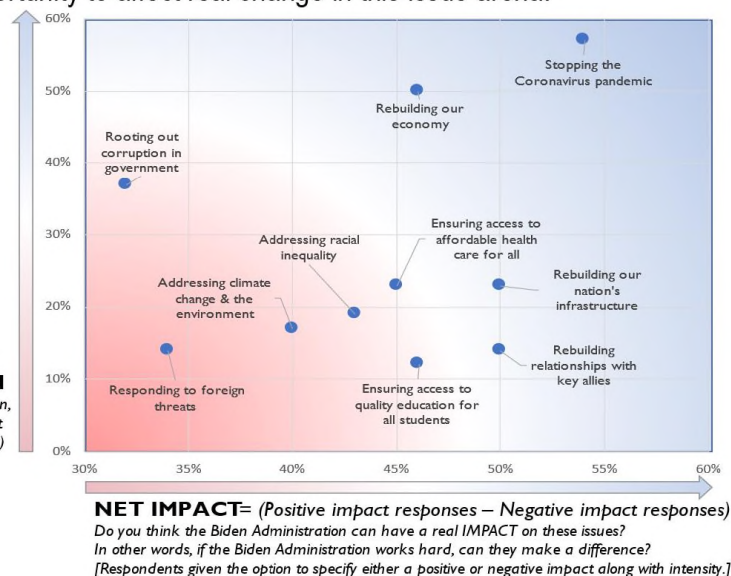 to affect real change in this issue arena.
60%
Stopping the
Coronavirus pandemic
50%
Rebuilding our
economy
Rooting out
corruption in
government
40%
30%
Ensuring access to
affordable health
care for all
Addressing racial
inequality
Addressing climate
change & the
environment
Rebuilding our
nation's
infrastructure
20%
Rebuilding
relationships with
key allies
10%
Responding to foreign
threats
Ensuring access to
quality education for
all students
0%
30% 35% 40% 45% 50% 55% 60%
NET IMPACT= (Positive impact responses – Negative impact responses)
Do you think the Biden Administration can have a real IMPACT on these issues?
In other words, if the Biden Administration works hard, can they make a difference?
[Respondents given the option to specify either a positive or negative impact along with intensity.]